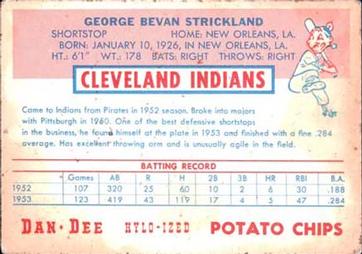 GEORGE BEVAN STRICKLAND
SHORTSTOP HOME: NEW ORLEANS, LA.
BORN: JANUARY 10, 1926, IN NEW ORLEANS, LA.
HT.: 6'1" WT.: 178 BATS: RIGHT THROWS: RIGHT
CLEVELAND INDIANS
Came to Indians from Pirates in 1952 season. Broke into majors
with Pittsburgh in 1950. One of the best defensive shortstops
in the business, he found himself at the plate in 1953 and finished with a fine .284
average. Has excellent throwing arm and is unusually agile in the field.
BATTING RECORD
Games AB R H 2B 3B HR RBI B.A.
1952 107 320 25 60 10 2 6 30 .188
1953 123 419 43 119 17 4 5 47 .284
DAN-DEE HYLO-IZED POTATO CHIPS